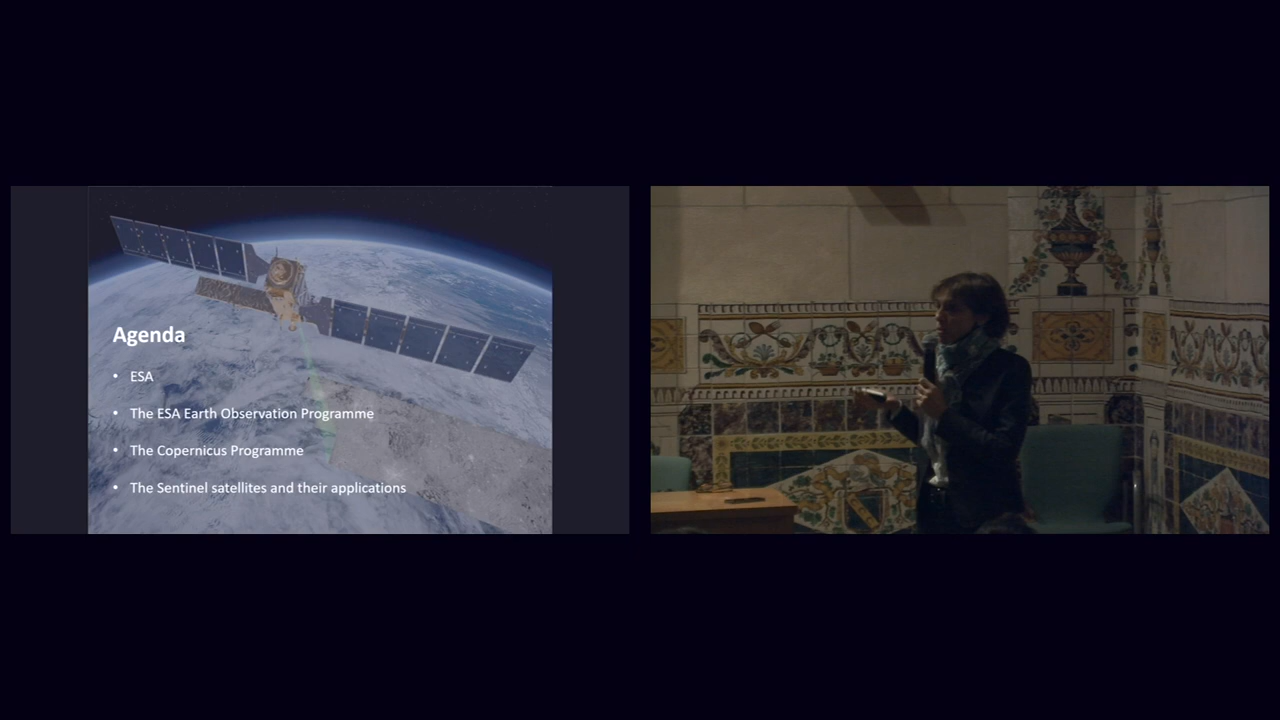 Agenda
• ESA
• The ESA Earth Observation Programme
• The Copernicus Programme
• The Sentinel satellites and their applications